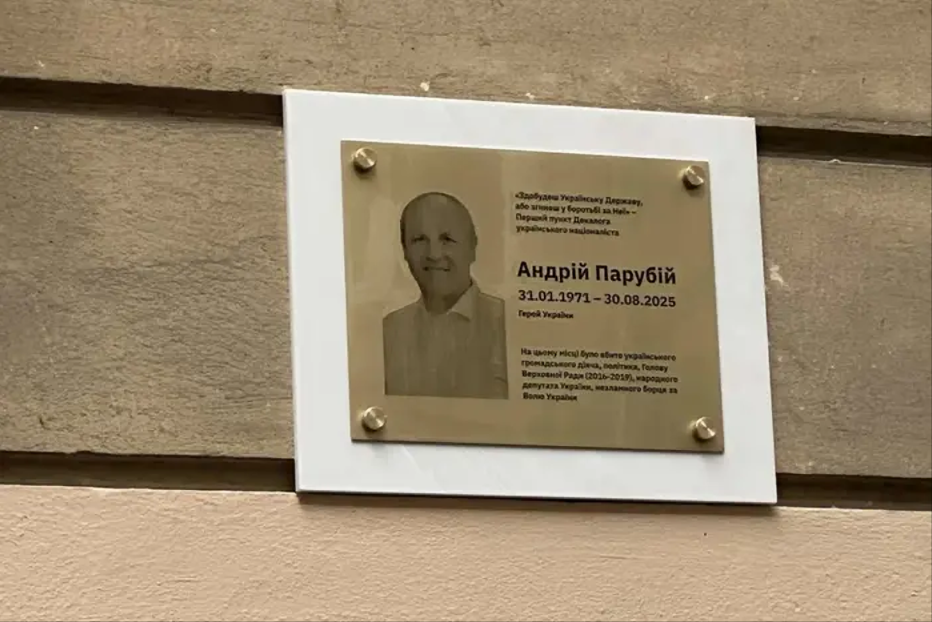 «Здобудеш Українську Державу,
або згинеш у боротьбі за Неї» –
Перший пункт Декалога
українського націоналіста
Андрій Парубій
31.01.1971 – 30.08.2025
Герой України
На цьому місці було вбито українського
громадського діяча, політика, Голову
Верховної Ради (2016–2019), народного
депутата України, незламного борця за
Волю України